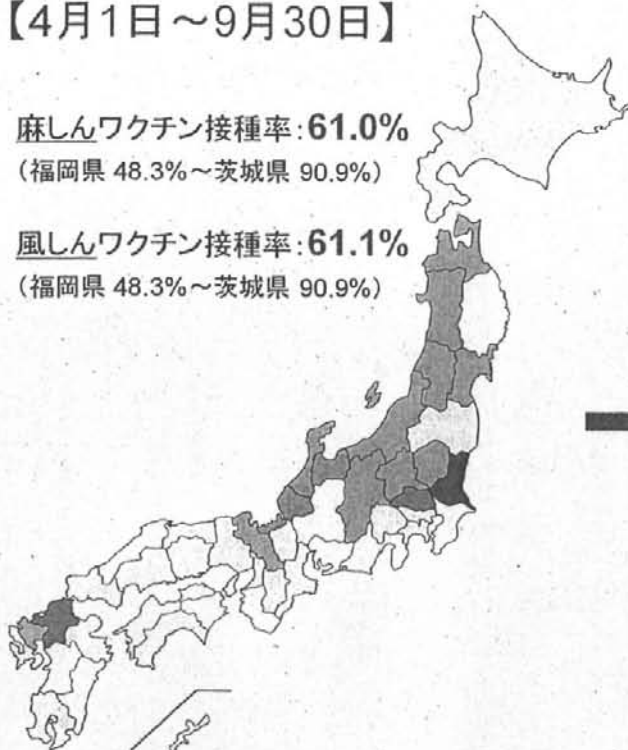 【4月1日～9月30日】
麻しんワクチン接種率:61.0%
（福岡県 48.3%～茨城県 90.9%）
風しんワクチン接種率:61.1%
（福岡県 48.3%～茨城県 90.9%）